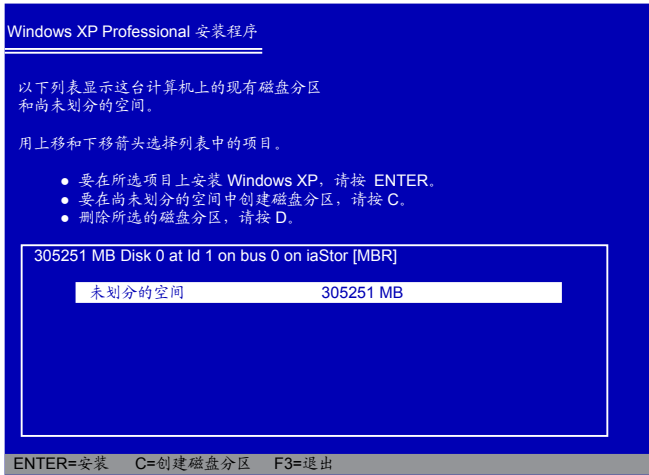 Windows XP Professional 安装程序
以下列表显示这台计算机上的现有磁盘分区
和尚未划分的空间。
用上移和下移箭头选择列表中的项目。
● 要在所选项目上安装 Windows XP，请按 ENTER。
● 要在尚未划分的空间中创建磁盘分区，请按 C。
● 删除所选的磁盘分区，请按 D。
305251 MB Disk 0 at Id 1 on bus 0 on iaStor [MBR]
未划分的空间 305251 MB
ENTER=安装 C=创建磁盘分区 F3=退出